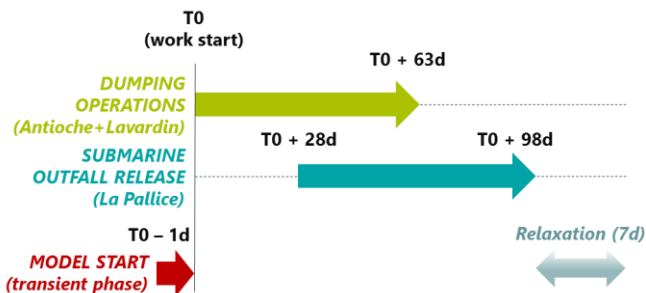 T0
(work start)
T0 + 63d
DUMPING
OPERATIONS
(Antioche+Lavardin)
T0 + 28d
T0 + 98d
SUBMARINE
OUTFALL RELEASE
(La Pallice)
T0 – 1d
Relaxation (7d)
MODEL START
(transient phase)